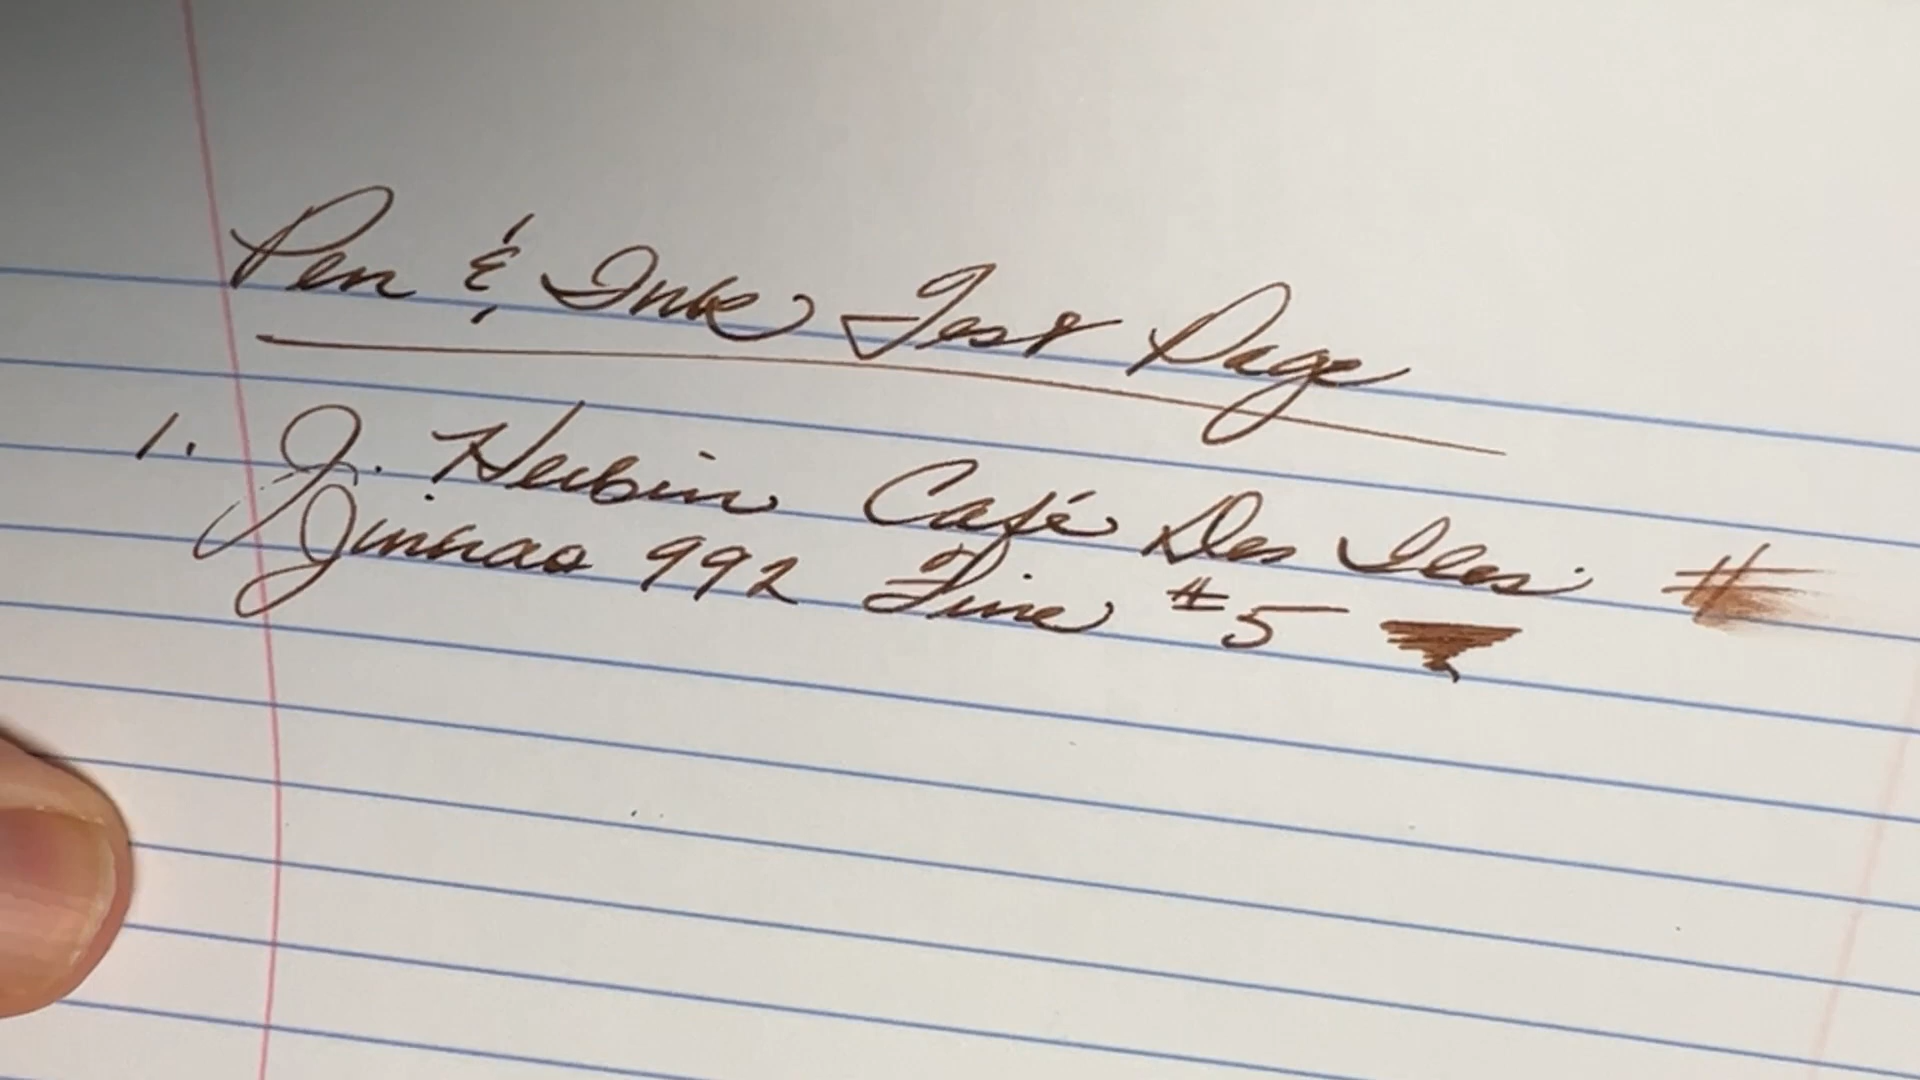 Pen & Ink Test Page
1. J. Herbin Café Des Iles #
Jinhao 992 Fine #5